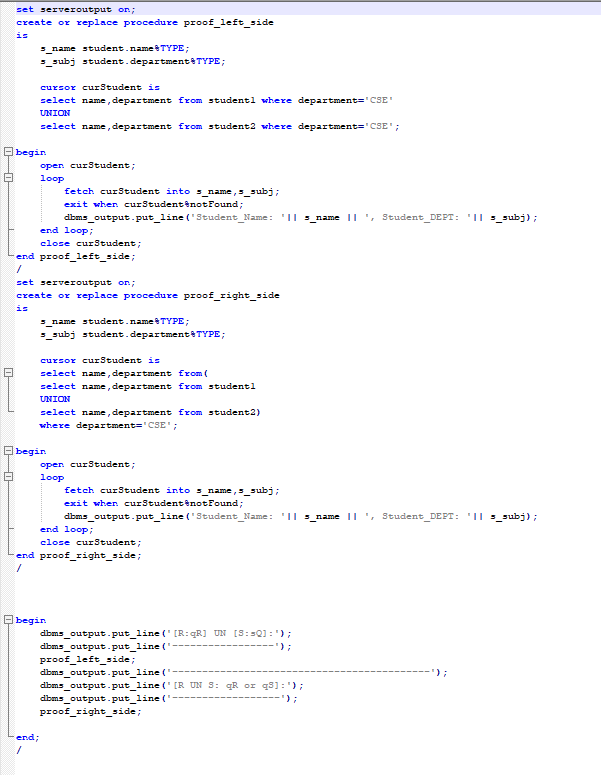 set serveroutput on;
create or replace procedure proof_left_side
is
    s_name student.name%TYPE;
    s_subj student.department%TYPE;

    cursor curStudent is
    select name,department from student1 where department='CSE'
    UNION
    select name,department from student2 where department='CSE';

begin
    open curStudent;
    loop
        fetch curStudent into s_name,s_subj;
        exit when curStudent%notFound;
        dbms_output.put_line('Student_Name: '|| s_name || ', Student_DEPT: '|| s_subj);
    end loop;
    close curStudent;
end proof_left_side;
/
set serveroutput on;
create or replace procedure proof_right_side
is
    s_name student.name%TYPE;
    s_subj student.department%TYPE;

    cursor curStudent is
    select name,department from(
    select name,department from student1
    UNION
    select name,department from student2)
    where department='CSE';

begin
    open curStudent;
    loop
        fetch curStudent into s_name,s_subj;
        exit when curStudent%notFound;
        dbms_output.put_line('Student_Name: '|| s_name || ', Student_DEPT: '|| s_subj);
    end loop;
    close curStudent;
end proof_right_side;
/

begin
    dbms_output.put_line('[R:qR] UN [S:sQ]:');
    dbms_output.put_line('-----------------');
    proof_left_side;
    dbms_output.put_line('-------------------------------------------');
    dbms_output.put_line('[R UN S: qR or qS]:');
    dbms_output.put_line('------------------');
    proof_right_side;

end;
/